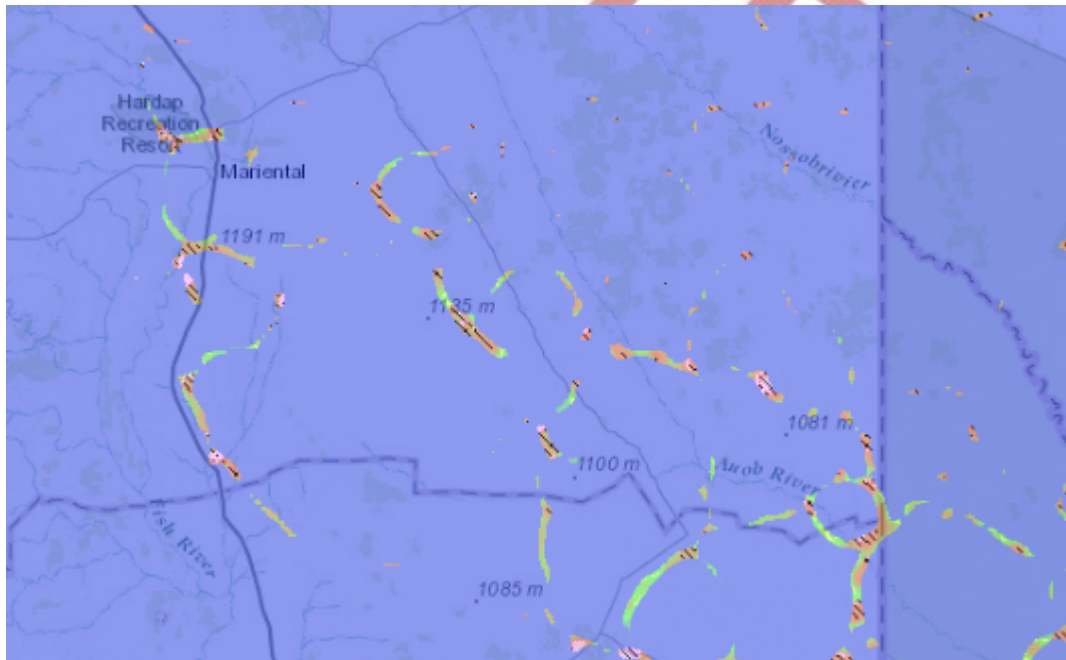 Hardap
Recreation
Resort
Mariental
Nossobrivier
1191 m
1135 m
1081 m
1100 m
Auob River
Fish River
1085 m